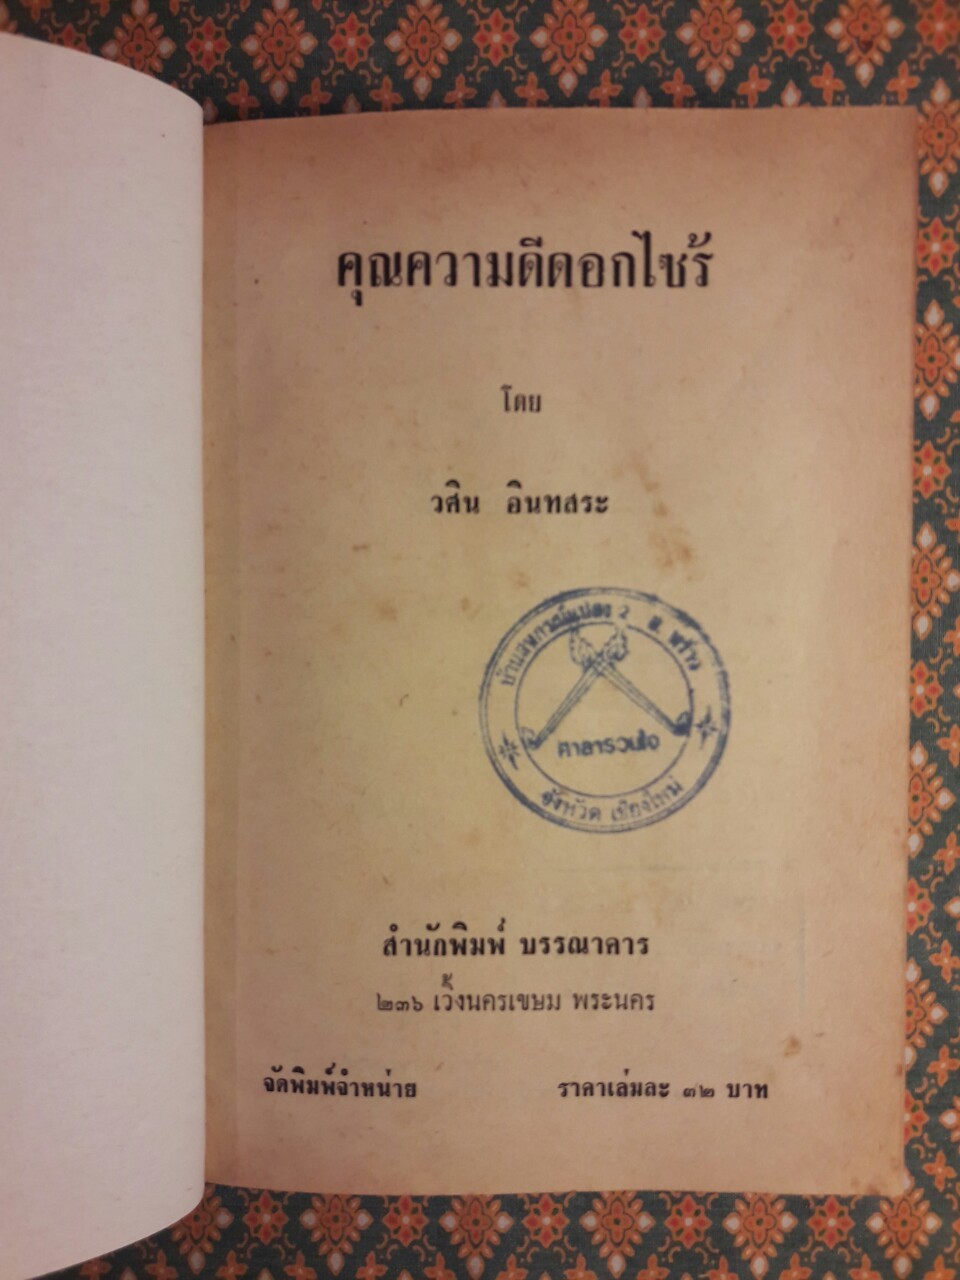 คุณความดีดอกไซร้
โดย
วศิน อินทสระ
ศาลารวมใจ
จังหวัด เชียงใหม่
สำนักพิมพ์ บรรณาคาร
๒๓๖ เวิ้งนครเขษม พระนคร
จัดพิมพ์จำหน่าย ราคาเล่มละ ๓๒ บาท